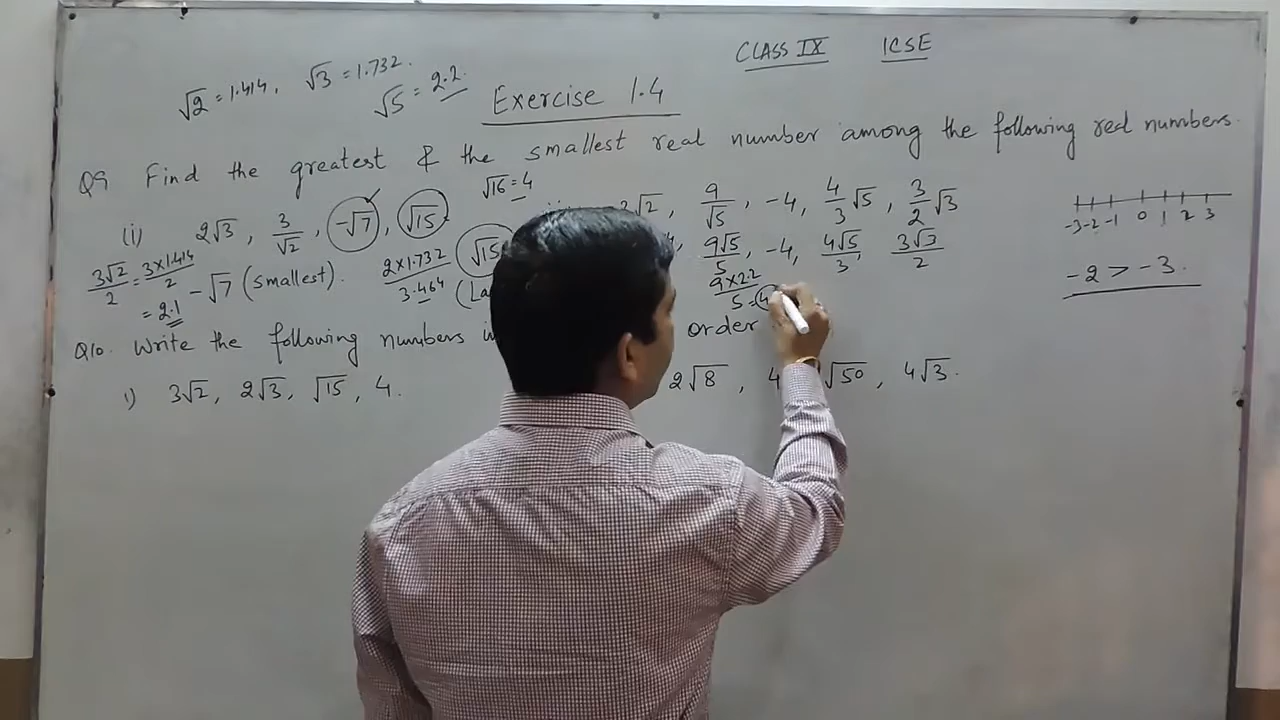 CLASS IX ICSE
√2 = 1.414, √3 = 1.732.
√5 = 2.2
Exercise 1.4
Q9 Find the greatest & the smallest real number among the following real numbers.
√16 = 4
(i) 2√3, 3/√2, -√7, √15. 3√2, 9/√5, -4, 4/3 √5, 3/2 √3
-3 -2 -1 0 1 2 3
3√2/2 = 3×1.414/2 = 2.1
-√7 (smallest).
2×1.732
3.464
√15
9√5/5, -4, 4√5/3, 3√3/2
9×2.2/5 =
-2 > -3.
Q10. Write the following numbers order
i) 3√2, 2√3, √15, 4. 2√8, 4 √50, 4√3.